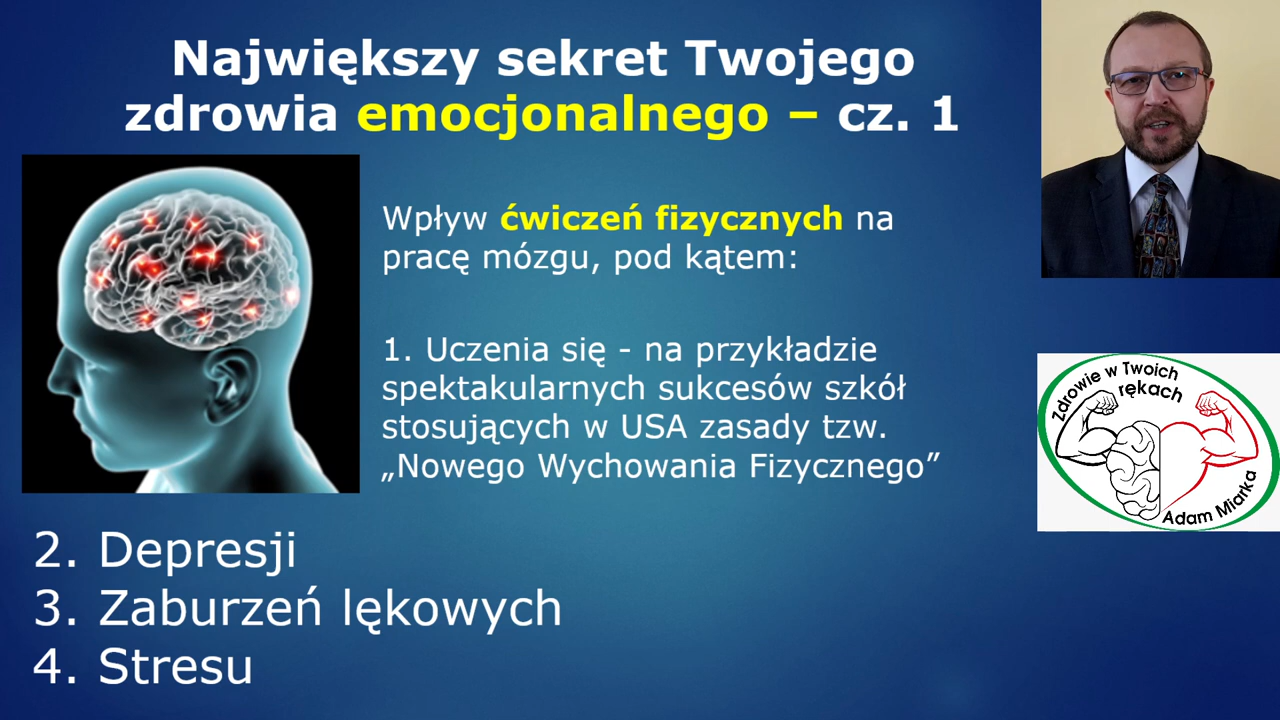 Największy sekret Twojego
zdrowia emocjonalnego – cz. 1
Wpływ ćwiczeń fizycznych na
pracę mózgu, pod kątem:
1. Uczenia się - na przykładzie
spektakularnych sukcesów szkół
stosujących w USA zasady tzw.
„Nowego Wychowania Fizycznego”
2. Depresji
3. Zaburzeń lękowych
4. Stresu
Zdrowie w Twoich
rękach
Adam Miarka